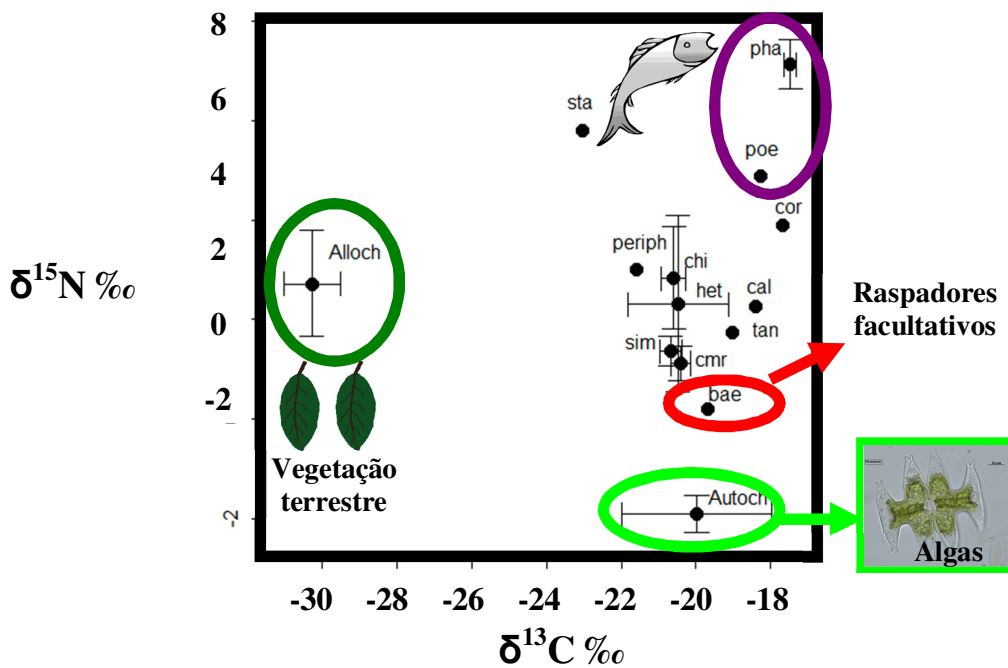 8
6
4
2
0
-2
-2
δ15N ‰
pha
sta
poe
cor
Alloch
periph
chi
het
cal
tan
sim
cmr
bae
Raspadores
facultativos
Vegetação
terrestre
Autoch
Algas
-30 -28 -26 -24 -22 -20 -18
δ13C ‰